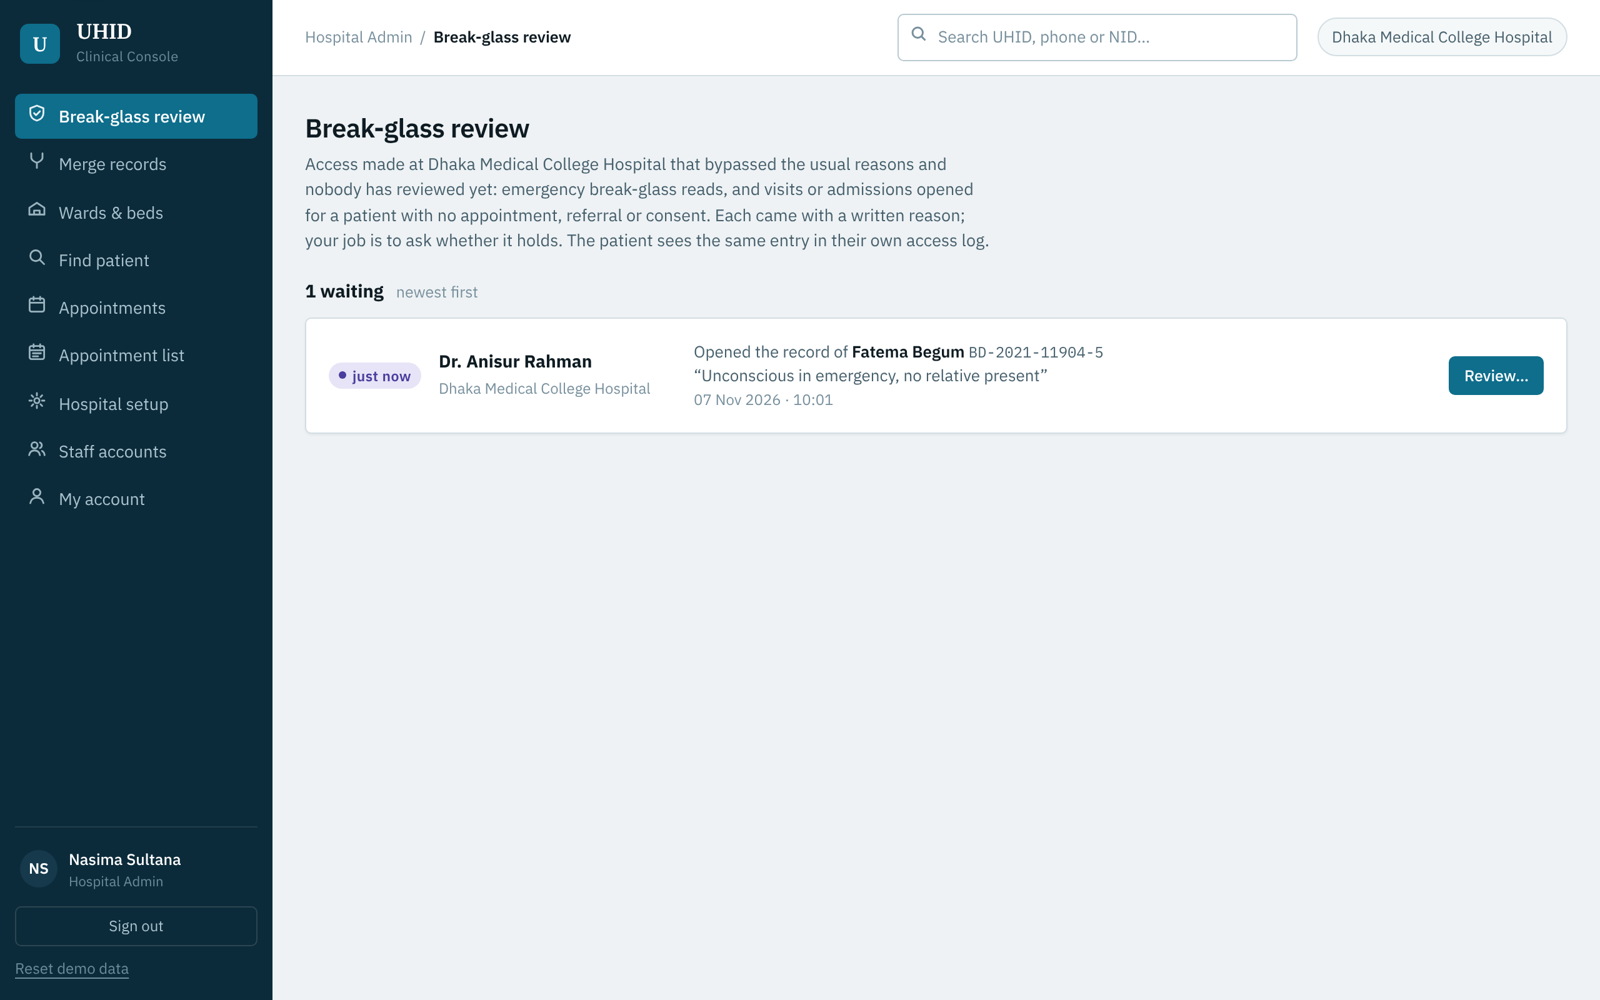 U
UHID
Clinical Console
Break-glass review
Merge records
Wards & beds
Find patient
Appointments
Appointment list
Hospital setup
Staff accounts
My account
NS
Nasima Sultana
Hospital Admin
Sign out
Reset demo data
Hospital Admin / Break-glass review
Search UHID, phone or NID...
Dhaka Medical College Hospital
Break-glass review
Access made at Dhaka Medical College Hospital that bypassed the usual reasons and
nobody has reviewed yet: emergency break-glass reads, and visits or admissions opened
for a patient with no appointment, referral or consent. Each came with a written reason;
your job is to ask whether it holds. The patient sees the same entry in their own access log.
1 waiting newest first
just now
Dr. Anisur Rahman
Dhaka Medical College Hospital
Opened the record of Fatema Begum BD-2021-11904-5
“Unconscious in emergency, no relative present”
07 Nov 2026 · 10:01
Review...